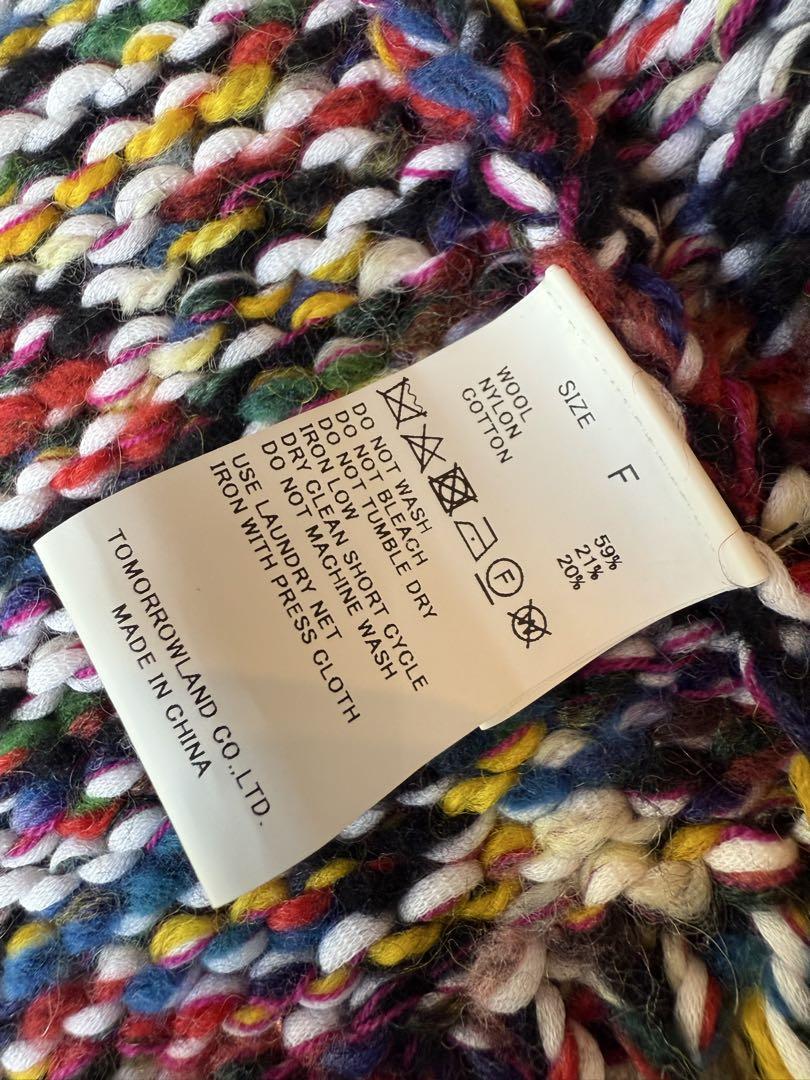 SIZE F
WOOL 59%
NYLON 21%
COTTON 20%
F
W
DO NOT WASH
DO NOT BLEACH
DO NOT TUMBLE DRY
IRON LOW
DRY CLEAN SHORT CYCLE
DO NOT MACHINE WASH
USE LAUNDRY NET
IRON WITH PRESS CLOTH
TOMORROWLAND CO.,LTD.
MADE IN CHINA